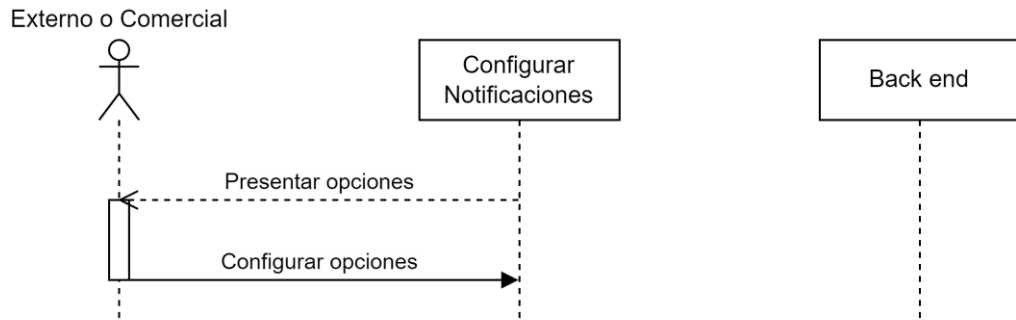 Externo o Comercial
Configurar
Notificaciones
Back end
Presentar opciones
Configurar opciones